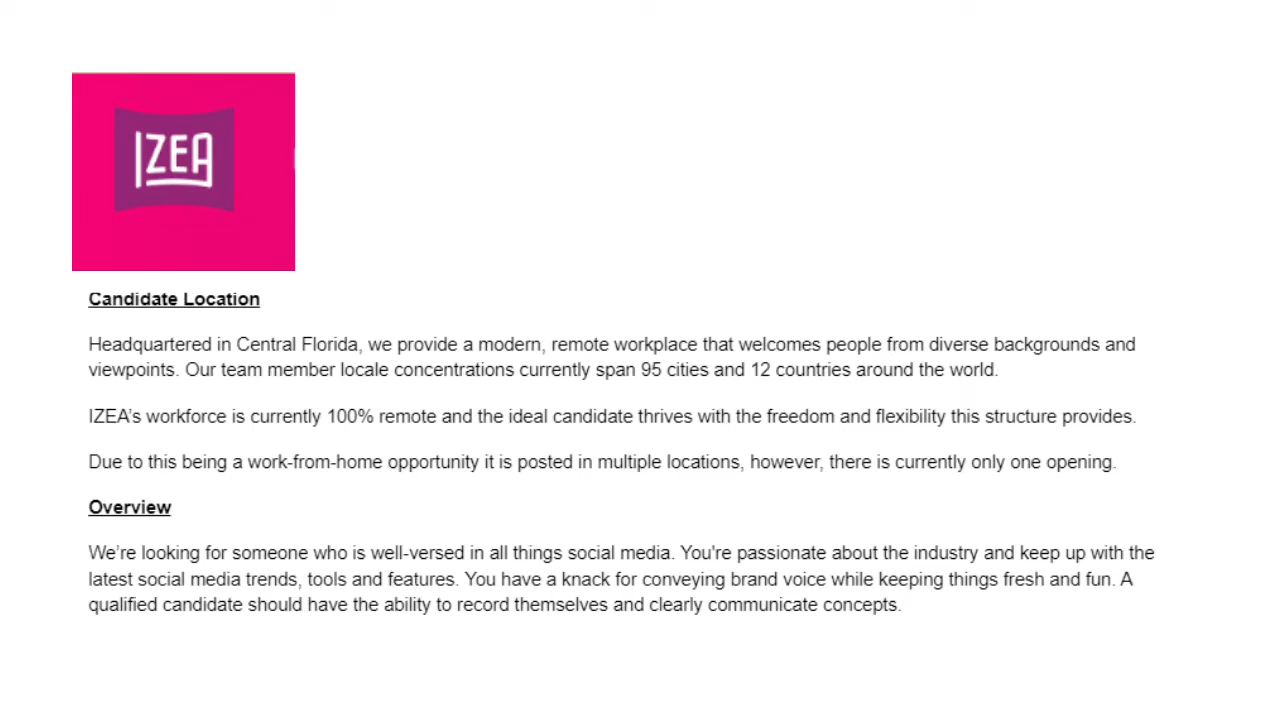 IZEA
Candidate Location
Headquartered in Central Florida, we provide a modern, remote workplace that welcomes people from diverse backgrounds and
viewpoints. Our team member locale concentrations currently span 95 cities and 12 countries around the world.
IZEA's workforce is currently 100% remote and the ideal candidate thrives with the freedom and flexibility this structure provides.
Due to this being a work-from-home opportunity it is posted in multiple locations, however, there is currently only one opening.
Overview
We're looking for someone who is well-versed in all things social media. You're passionate about the industry and keep up with the
latest social media trends, tools and features. You have a knack for conveying brand voice while keeping things fresh and fun. A
qualified candidate should have the ability to record themselves and clearly communicate concepts.